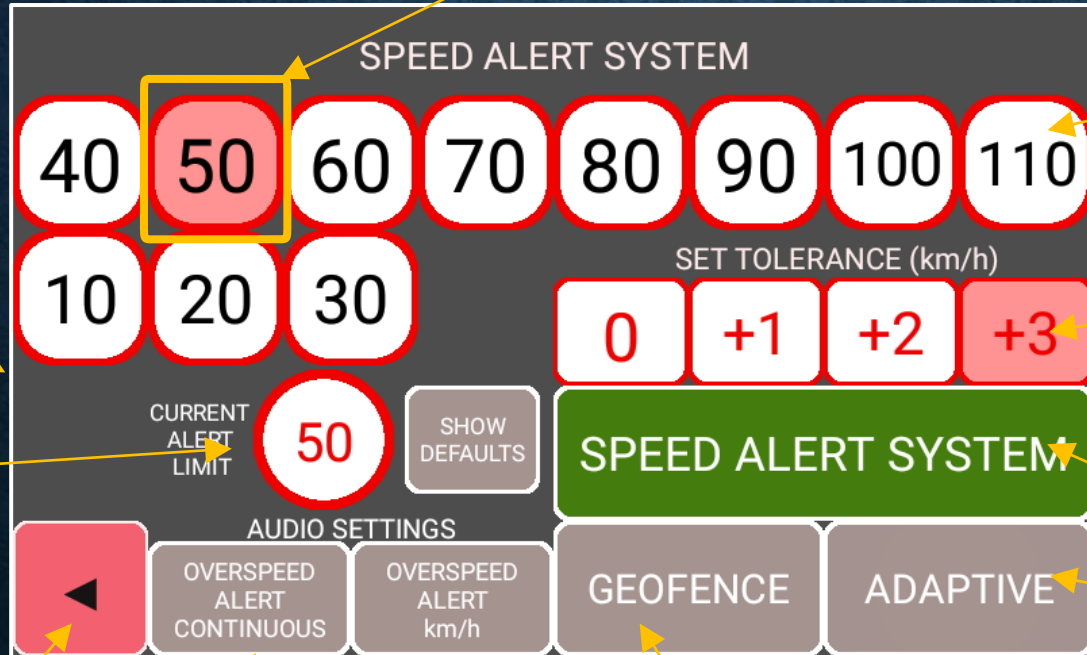 SPEED ALERT SYSTEM
40 50 60 70 80 90 100 110
10 20 30
SET TOLERANCE (km/h)
0 +1 +2 +3
CURRENT
ALERT
LIMIT
50
SHOW
DEFAULTS
SPEED ALERT SYSTEM
AUDIO SETTINGS
OVERSPEED
ALERT
CONTINUOUS
OVERSPEED
ALERT
km/h
GEOFENCE
ADAPTIVE